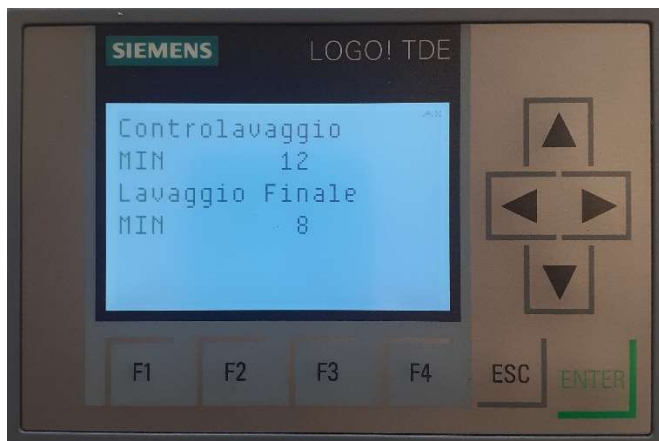 SIEMENS
LOGO! TDE
Controlavaggio
MIN 12
Lavaggio Finale
MIN 8
F1 F2 F3 F4 ESC ENTER